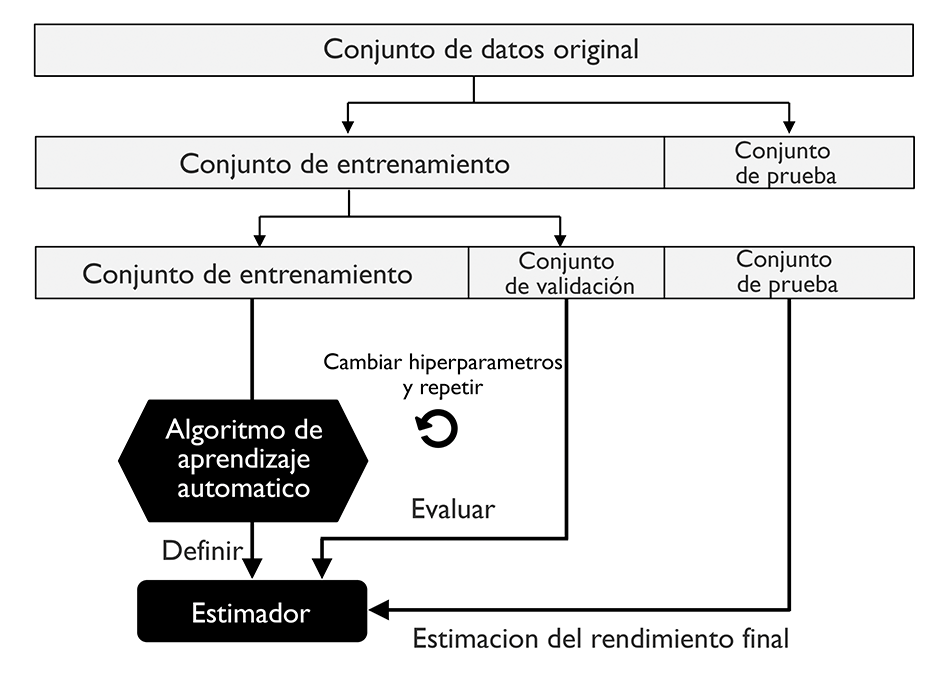 Conjunto de datos original
Conjunto de entrenamiento
Conjunto
de prueba
Conjunto de entrenamiento
Conjunto
de validación
Conjunto
de prueba
Cambiar hiperparametros
y repetir
Algoritmo de
aprendizaje
automatico
Evaluar
Definir
Estimador
Estimacion del rendimiento final